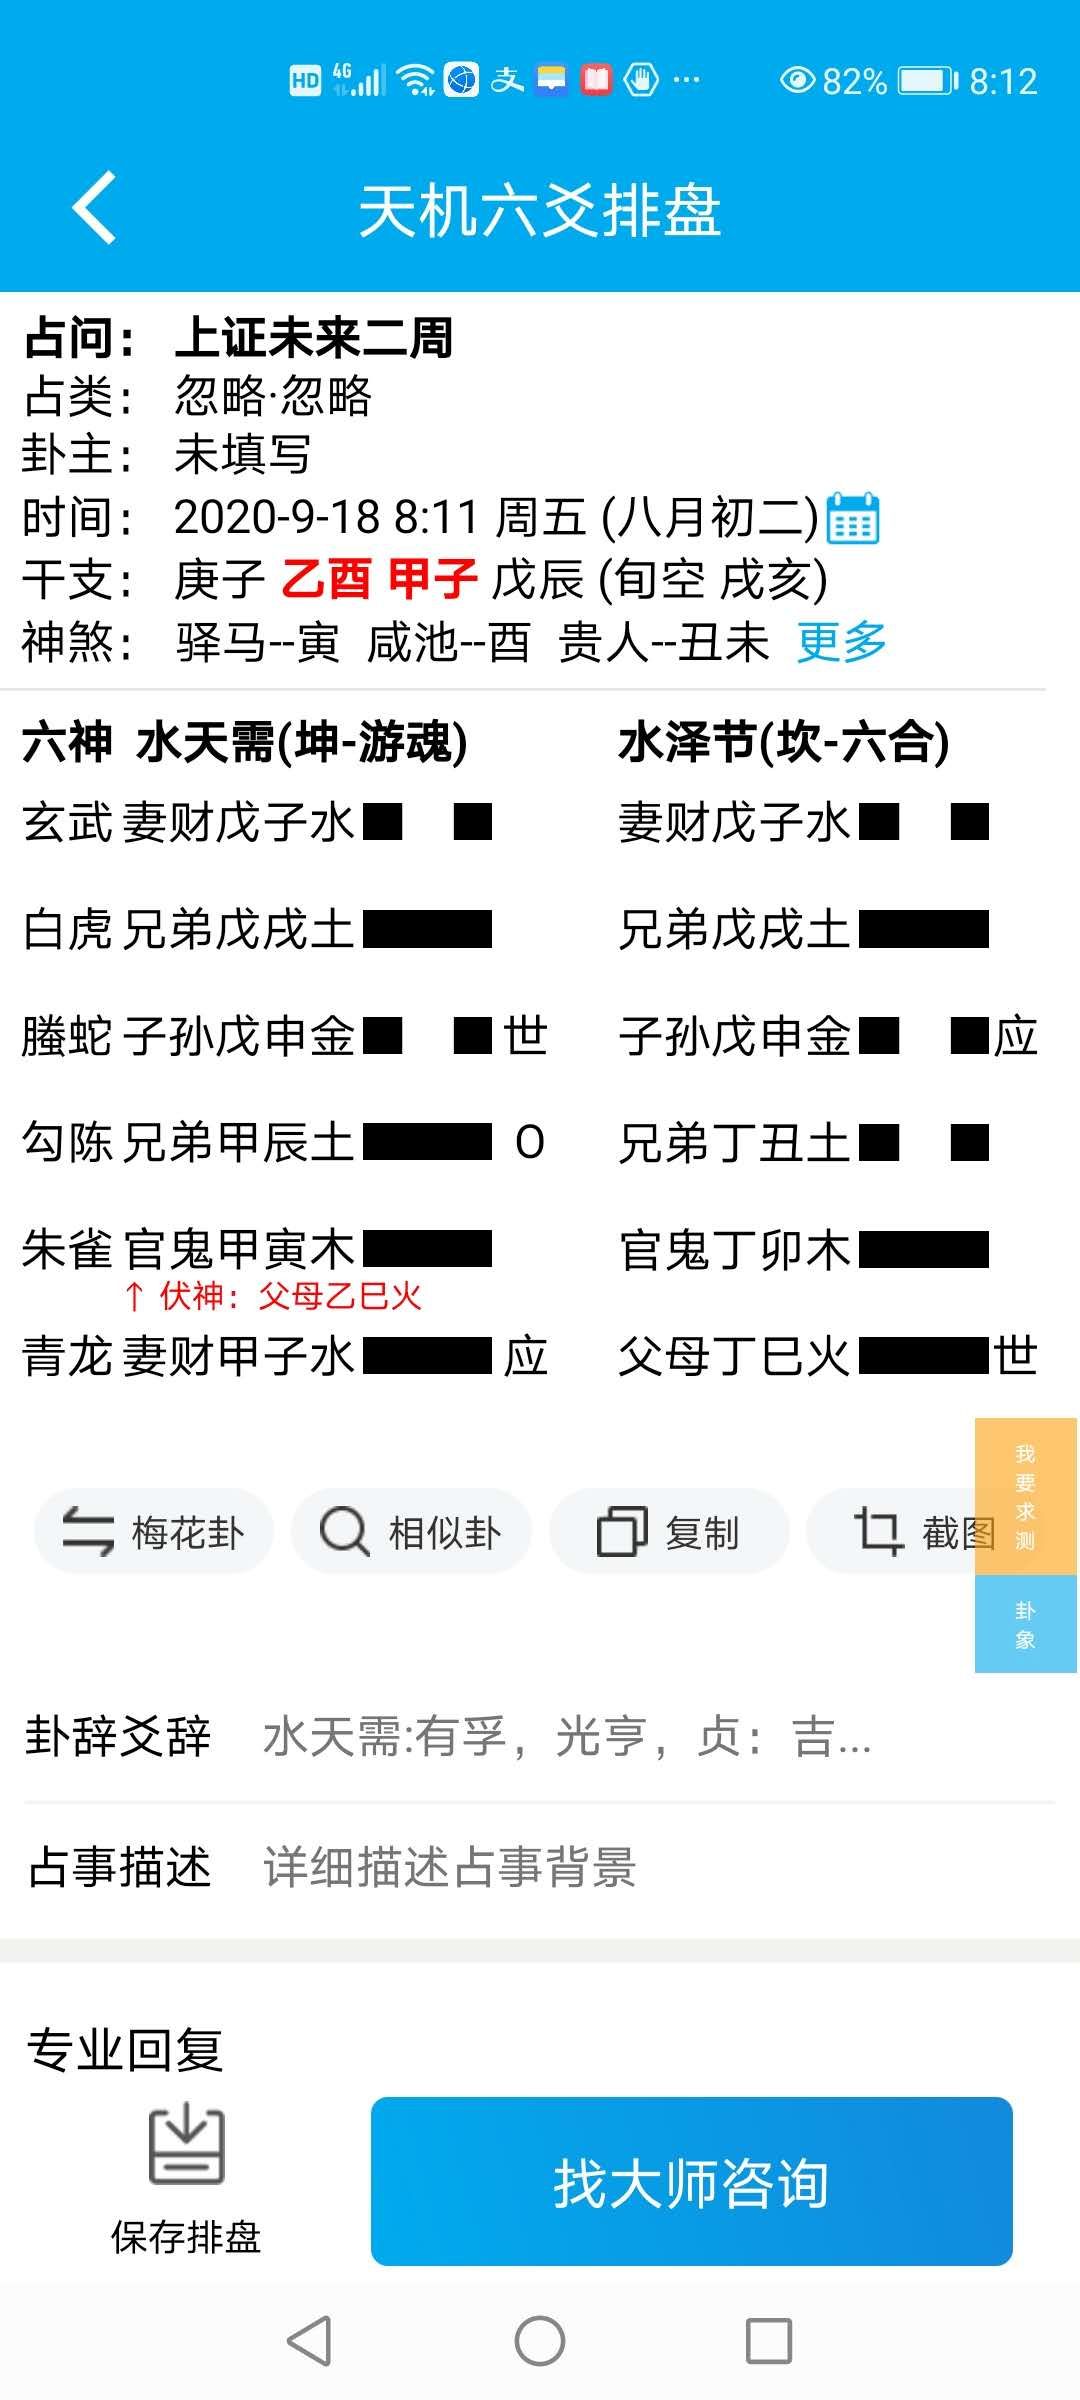 HD 4G 支 82% 8:12
天机六爻排盘
占问： 上证未来二周
占类： 忽略·忽略
卦主： 未填写
时间： 2020-9-18 8:11 周五 (八月初二)
干支： 庚子 乙酉 甲子 戊辰 (旬空 戌亥)
神煞： 驿马--寅 咸池--酉 贵人--丑未 更多
六神 水天需(坤-游魂) 水泽节(坎-六合)
玄武 妻财戊子水 妻财戊子水
白虎 兄弟戊戌土 兄弟戊戌土
螣蛇 子孙戊申金 世 子孙戊申金 应
勾陈 兄弟甲辰土 O 兄弟丁丑土
朱雀 官鬼甲寅木 官鬼丁卯木
↑ 伏神：父母乙巳火
青龙 妻财甲子水 应 父母丁巳火 世
我要求测
梅花卦 相似卦 复制 截图
卦象
卦辞爻辞 水天需:有孚，光亨，贞：吉...
占事描述 详细描述占事背景
专业回复
找大师咨询
保存排盘